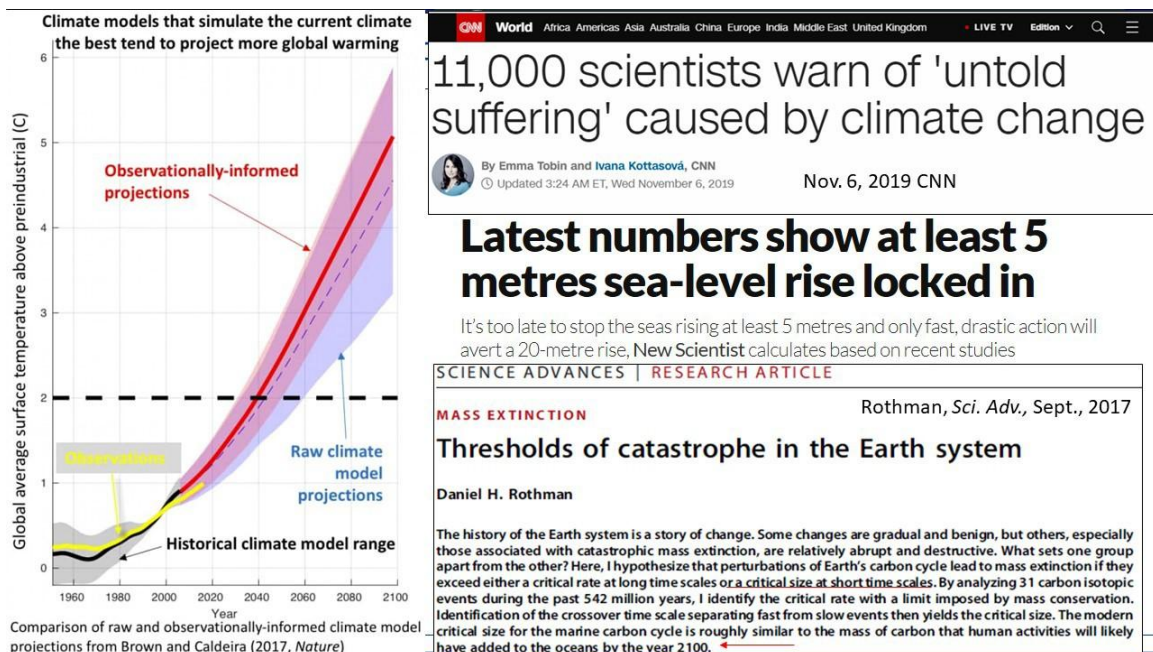 Climate models that simulate the current climate
the best tend to project more global warming
Global average surface temperature above preindustrial (C)
6
5
4
3
2
1
0
Observationally-informed
projections
Raw climate
model
projections
Observations
Historical climate model range
1960 1980 2000 2020 2040 2060 2080 2100
Year
Comparison of raw and observationally-informed climate model
projections from Brown and Caldeira (2017, Nature)
CNN World Africa Americas Asia Australia China Europe India Middle East United Kingdom LIVE TV Edition
11,000 scientists warn of 'untold
suffering' caused by climate change
By Emma Tobin and Ivana Kottasová, CNN
Updated 3:24 AM ET, Wed November 6, 2019
Nov. 6, 2019 CNN
Latest numbers show at least 5
metres sea-level rise locked in
It's too late to stop the seas rising at least 5 metres and only fast, drastic action will
avert a 20-metre rise, New Scientist calculates based on recent studies
SCIENCE ADVANCES | RESEARCH ARTICLE
MASS EXTINCTION
Rothman, Sci. Adv., Sept., 2017
Thresholds of catastrophe in the Earth system
Daniel H. Rothman
The history of the Earth system is a story of change. Some changes are gradual and benign, but others, especially
those associated with catastrophic mass extinction, are relatively abrupt and destructive. What sets one group
apart from the other? Here, I hypothesize that perturbations of Earth's carbon cycle lead to mass extinction if they
exceed either a critical rate at long time scales or a critical size at short time scales. By analyzing 31 carbon isotopic
events during the past 542 million years, I identify the critical rate with a limit imposed by mass conservation.
Identification of the crossover time scale separating fast from slow events then yields the critical size. The modern
critical size for the marine carbon cycle is roughly similar to the mass of carbon that human activities will likely
have added to the oceans by the year 2100.